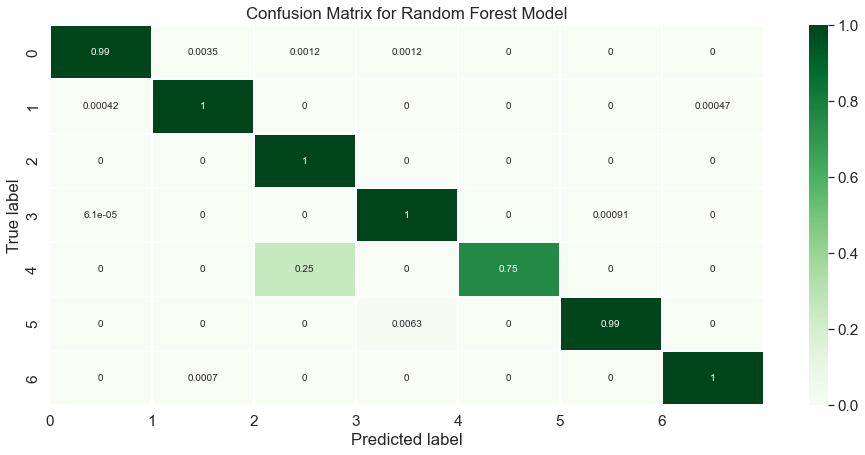 Confusion Matrix for Random Forest Model
True label
0 0.99 0.0035 0.0012 0.0012 0 0 0
1 0.00042 1 0 0 0 0 0.00047
2 0 0 1 0 0 0 0
3 6.1e-05 0 0 1 0 0.00091 0
4 0 0 0.25 0 0.75 0 0
5 0 0 0 0.0063 0 0.99 0
6 0 0.0007 0 0 0 0 1
0 1 2 3 4 5 6
Predicted label
1.0
0.8
0.6
0.4
0.2
0.0